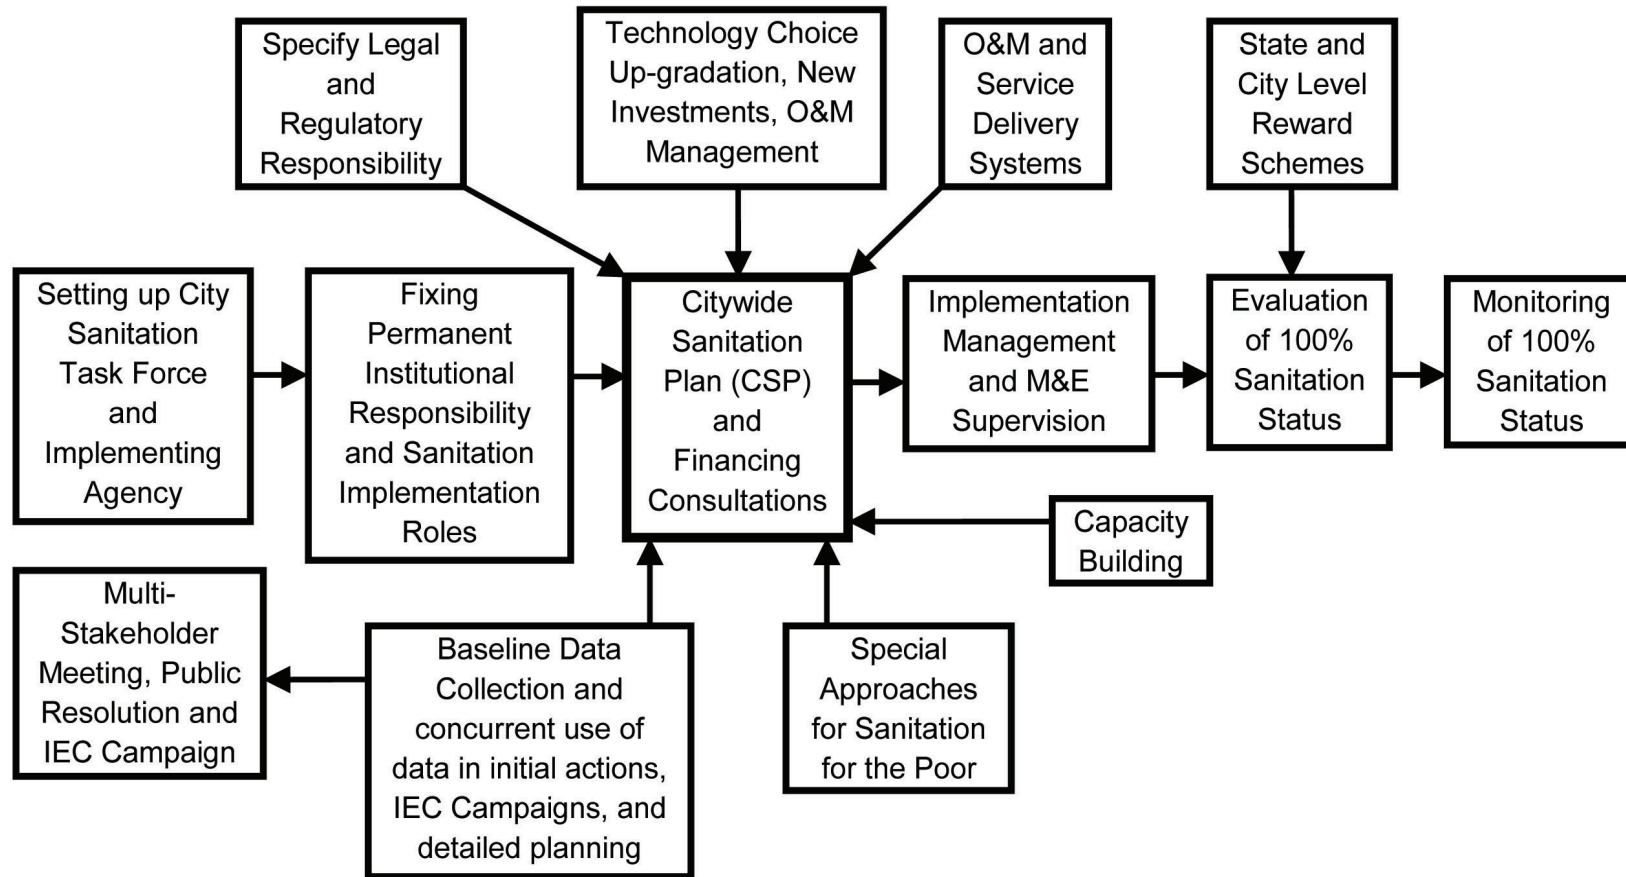 Specify Legal
and
Regulatory
Responsibility
Technology Choice
Up-gradation, New
Investments, O&M
Management
O&M and
Service
Delivery
Systems
State and
City Level
Reward
Schemes
Setting up City
Sanitation
Task Force
and
Implementing
Agency
Fixing
Permanent
Institutional
Responsibility
and Sanitation
Implementation
Roles
Citywide
Sanitation
Plan (CSP)
and
Financing
Consultations
Implementation
Management
and M&E
Supervision
Evaluation
of 100%
Sanitation
Status
Monitoring
of 100%
Sanitation
Status
Capacity
Building
Multi-
Stakeholder
Meeting, Public
Resolution and
IEC Campaign
Baseline Data
Collection and
concurrent use of
data in initial actions,
IEC Campaigns, and
detailed planning
Special
Approaches
for Sanitation
for the Poor